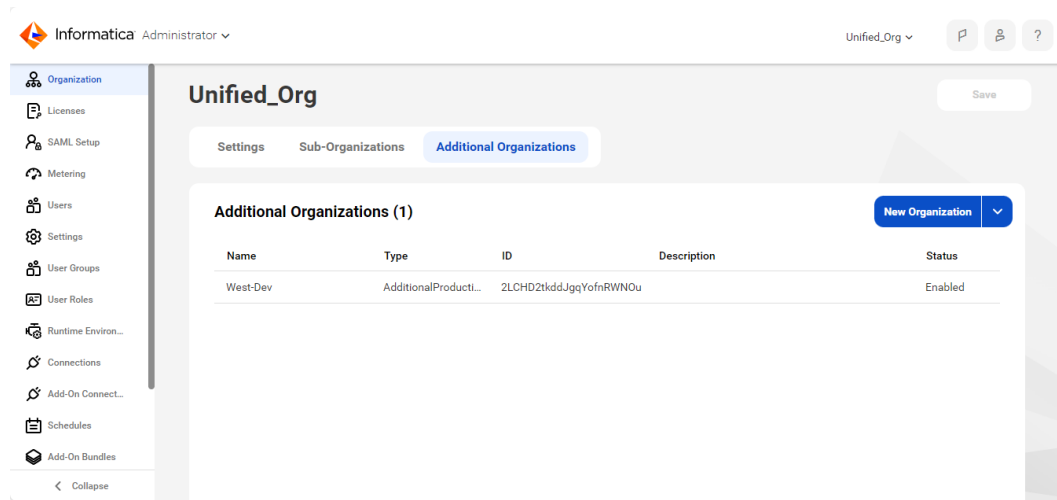 Informatica Administrator
Unified_Org
?
Organization
Licenses
SAML Setup
Metering
Users
Settings
User Groups
User Roles
Runtime Environ...
Connections
Add-On Connect...
Schedules
Add-On Bundles
Collapse
Unified_Org
Save
Settings Sub-Organizations Additional Organizations
Additional Organizations (1)
New Organization
Name Type ID Description Status
West-Dev AdditionalProducti... 2LCHD2tkddJgqYofnRWNOu Enabled